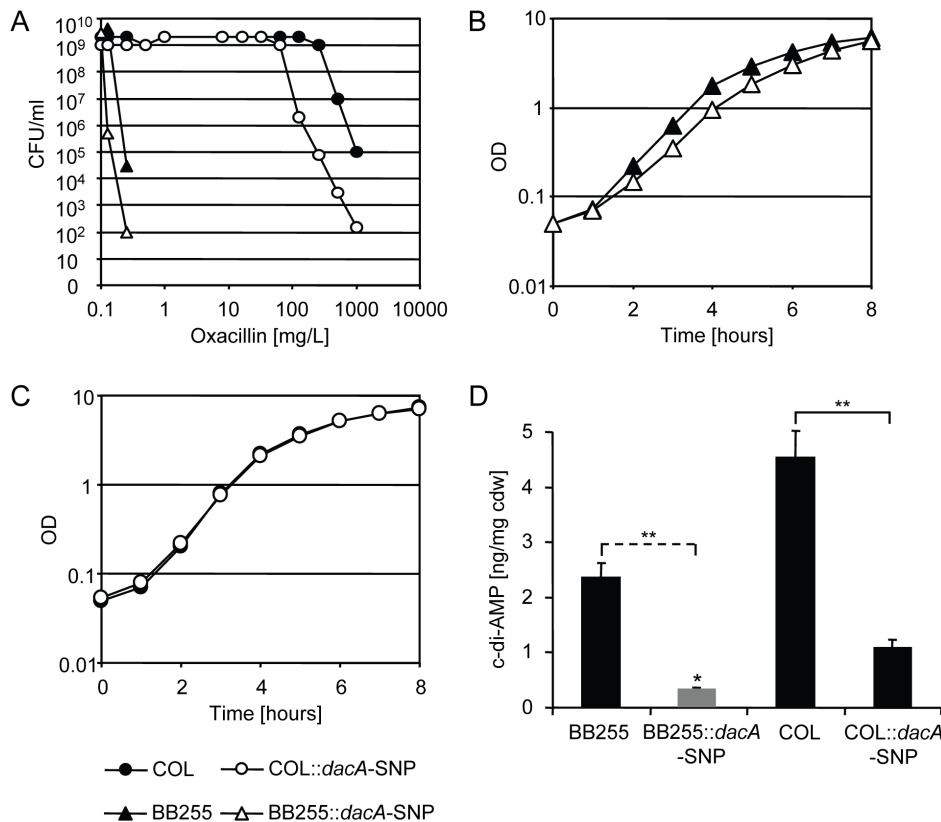 A
CFU/ml
10^10
10^9
10^8
10^7
10^6
10^5
10^4
10^3
10^2
10
0
0.1 1 10 100 1000 10000
Oxacillin [mg/L]
B
OD
10
1
0.1
0.01
0 2 4 6 8
Time [hours]
C
OD
10
1
0.1
0.01
0 2 4 6 8
Time [hours]
COL COL::dacA-SNP
BB255 BB255::dacA-SNP
D
c-di-AMP [ng/mg cdw]
5
4
3
2
1
0
**
**
*
BB255 BB255::dacA COL COL::dacA
-SNP -SNP